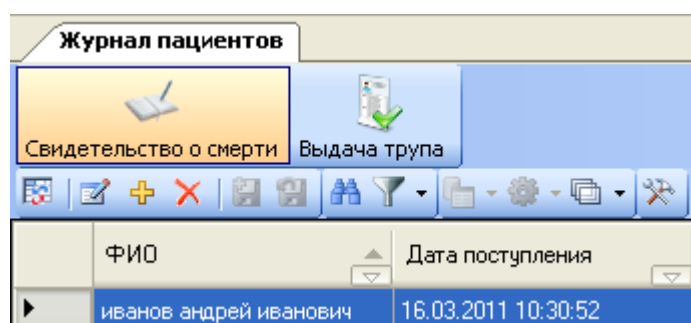 Журнал пациентов
Свидетельство о смерти Выдача трупа
ФИО Дата поступления
иванов андрей иванович 16.03.2011 10:30:52